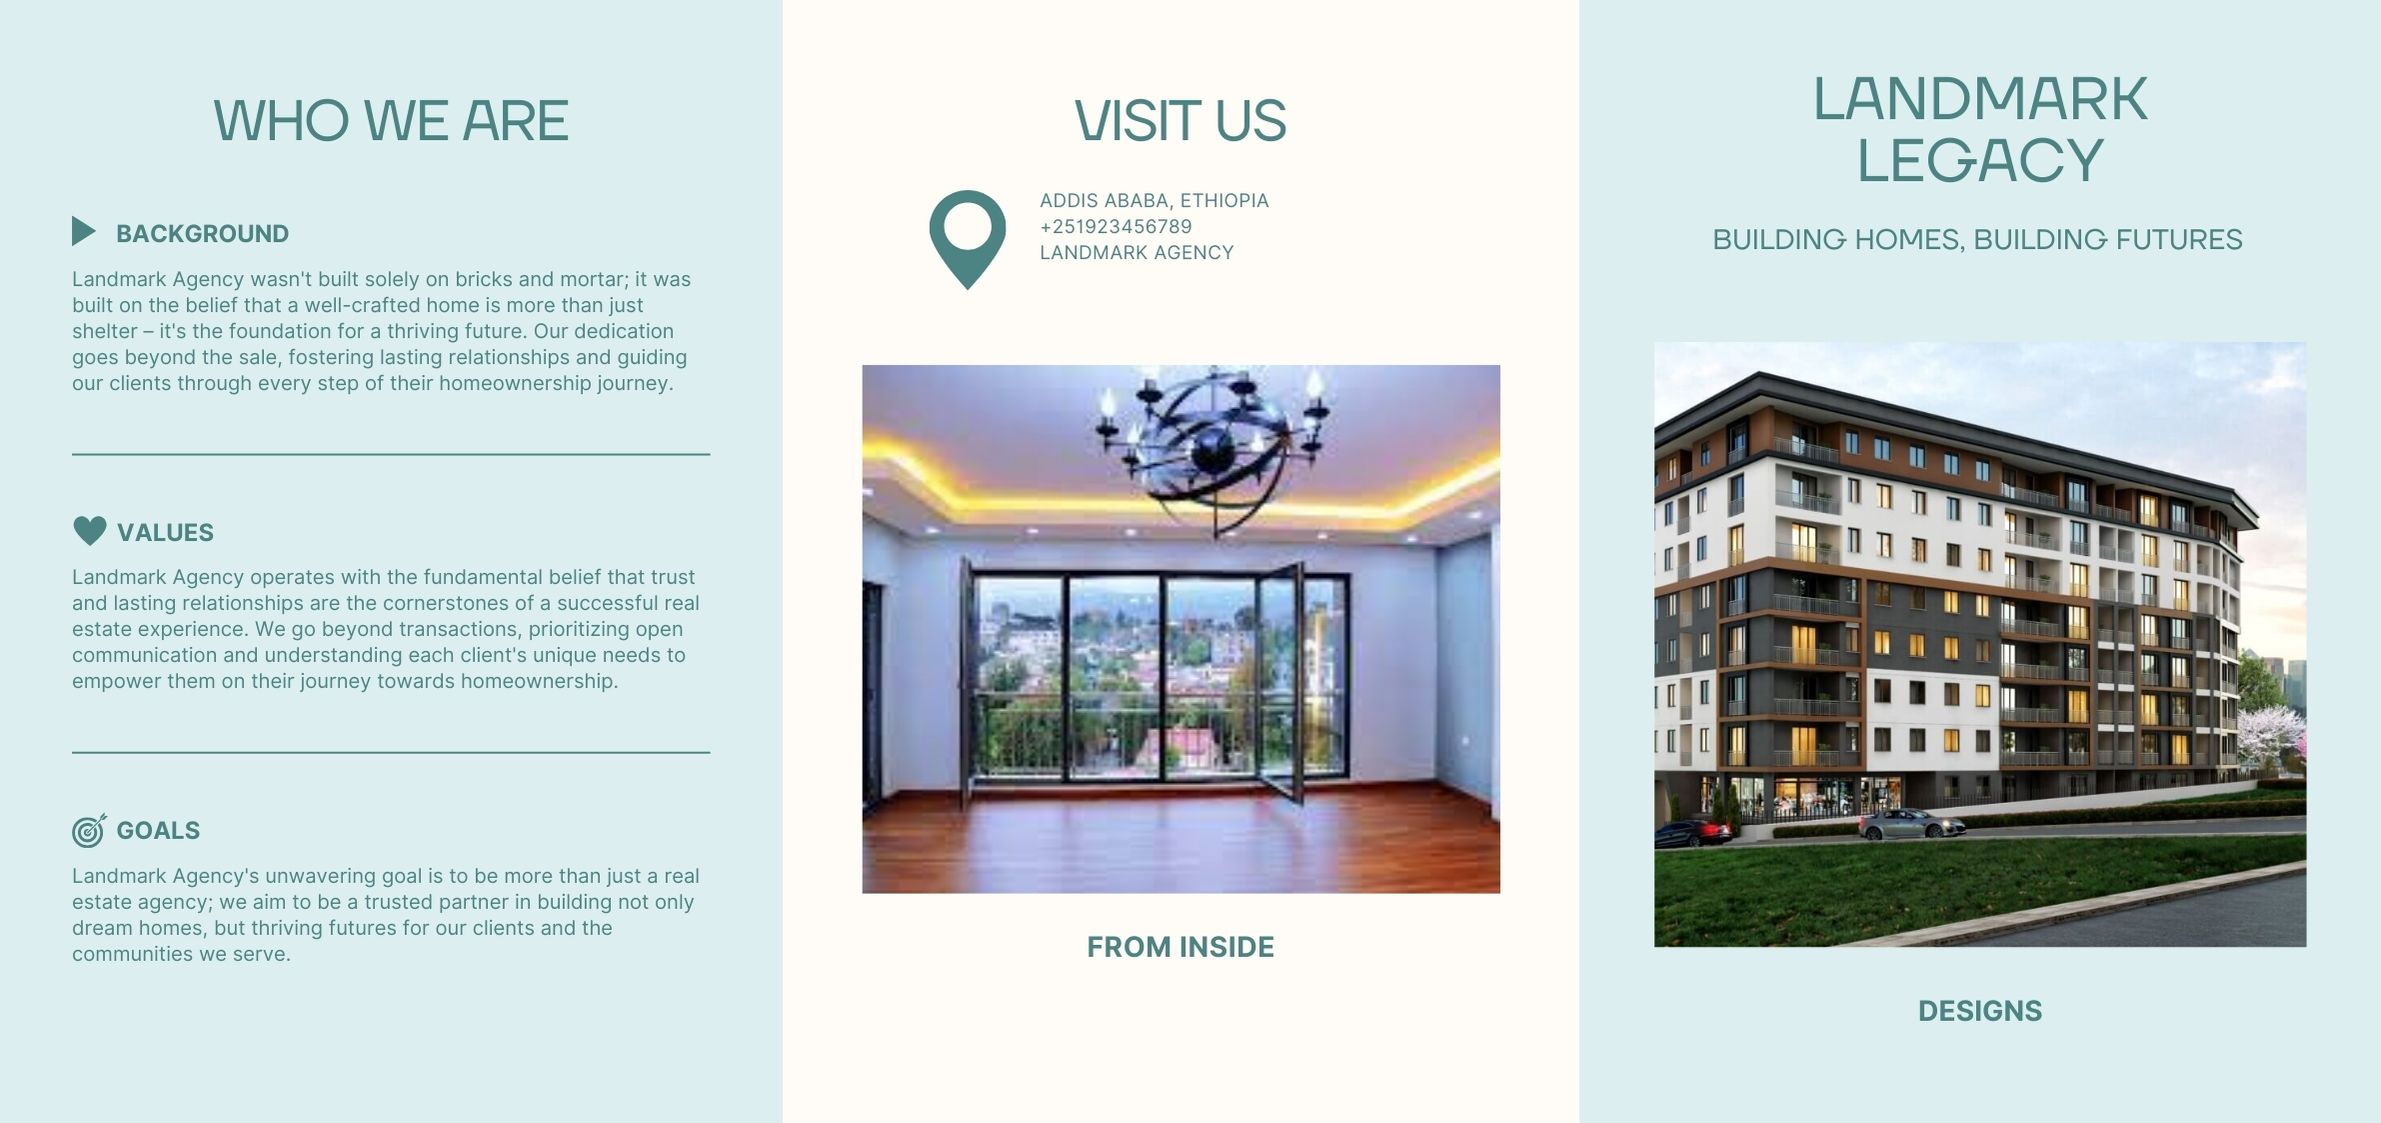 WHO WE ARE
BACKGROUND
Landmark Agency wasn't built solely on bricks and mortar; it was
built on the belief that a well-crafted home is more than just
shelter – it's the foundation for a thriving future. Our dedication
goes beyond the sale, fostering lasting relationships and guiding
our clients through every step of their homeownership journey.
VALUES
Landmark Agency operates with the fundamental belief that trust
and lasting relationships are the cornerstones of a successful real
estate experience. We go beyond transactions, prioritizing open
communication and understanding each client's unique needs to
empower them on their journey towards homeownership.
GOALS
Landmark Agency's unwavering goal is to be more than just a real
estate agency; we aim to be a trusted partner in building not only
dream homes, but thriving futures for our clients and the
communities we serve.
VISIT US
ADDIS ABABA, ETHIOPIA
+251923456789
LANDMARK AGENCY
FROM INSIDE
LANDMARK
LEGACY
BUILDING HOMES, BUILDING FUTURES
DESIGNS